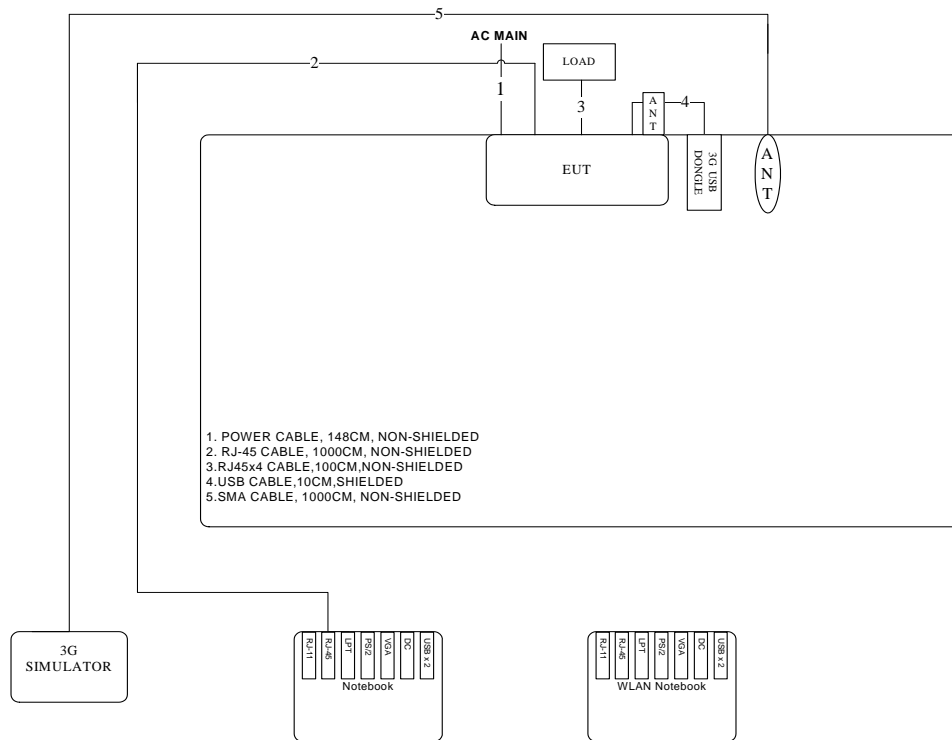 5
AC MAIN
2
LOAD
1
3
ANT
4
EUT
3G USB
DONGLE
ANT
1. POWER CABLE, 148CM, NON-SHIELDED
2. RJ-45 CABLE, 1000CM, NON-SHIELDED
3.RJ45x4 CABLE,100CM,NON-SHIELDED
4.USB CABLE,10CM,SHIELDED
5.SMA CABLE, 1000CM, NON-SHIELDED
3G
SIMULATOR
RJ-11
RJ-45
LPT
PS/2
VGA
DC
USB x 2
Notebook
RJ-11
RJ-45
LPT
PS/2
VGA
DC
USB x 2
WLAN Notebook